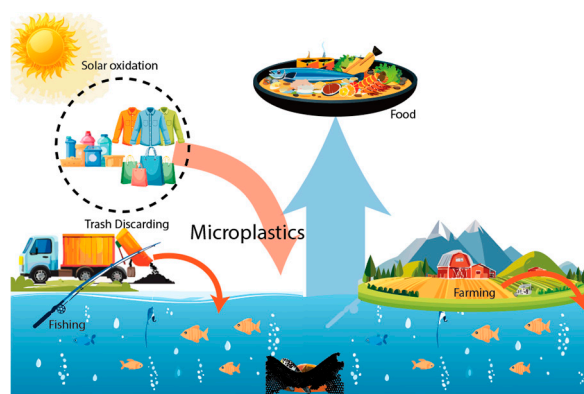 Solar oxidation
Food
Trash Discarding
Microplastics
Farming
Fishing